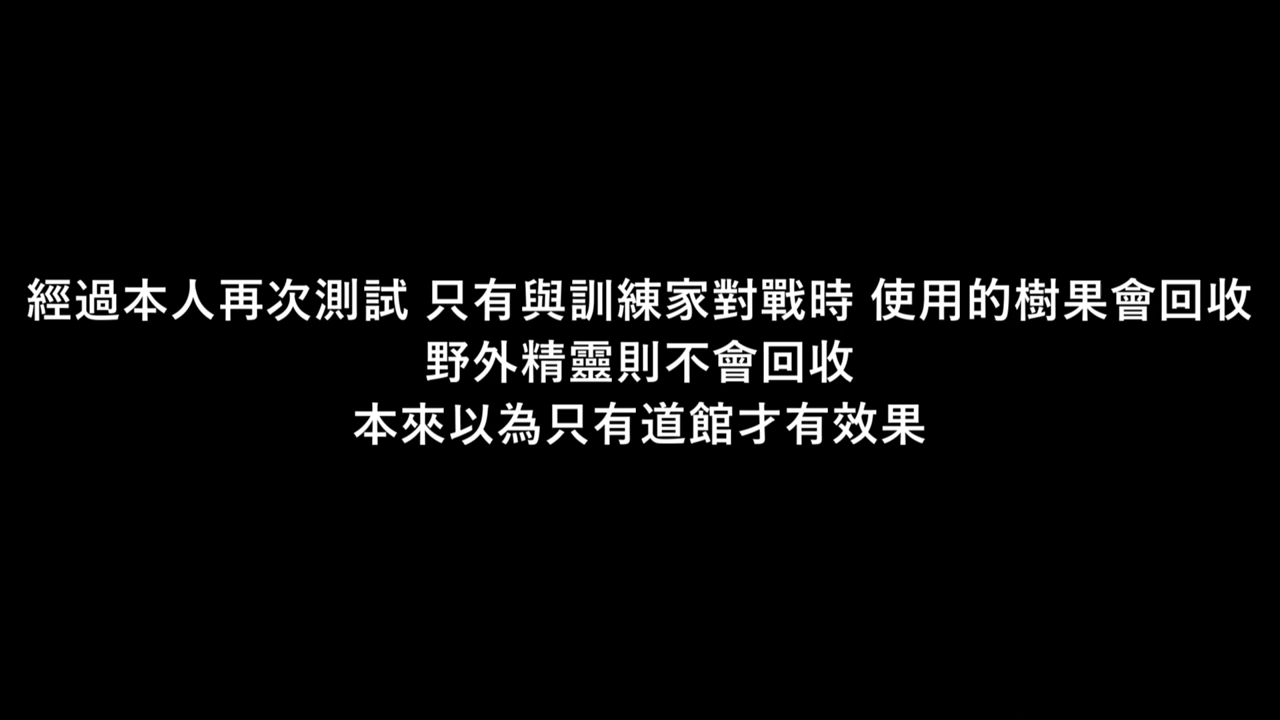 經過本人再次測試 只有與訓練家對戰時 使用的樹果會回收
野外精靈則不會回收
本來以為只有道館才有效果